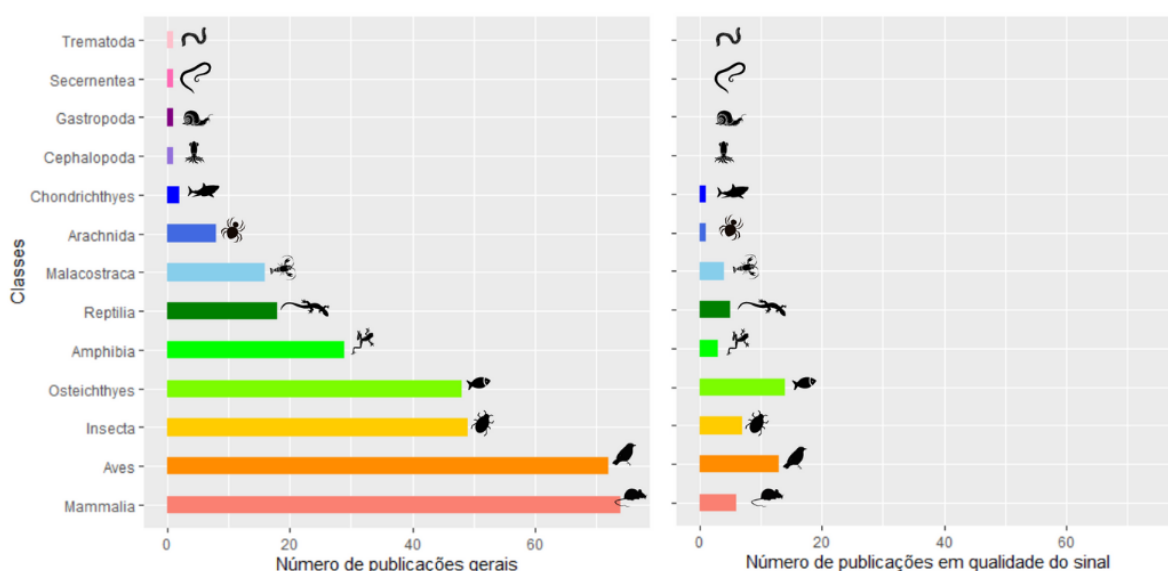 Classes
Trematoda
Secernentea
Gastropoda
Cephalopoda
Chondrichthyes
Arachnida
Malacostraca
Reptilia
Amphibia
Osteichthyes
Insecta
Aves
Mammalia
0 20 40 60
Número de publicações gerais
0 20 40 60
Número de publicações em qualidade do sinal